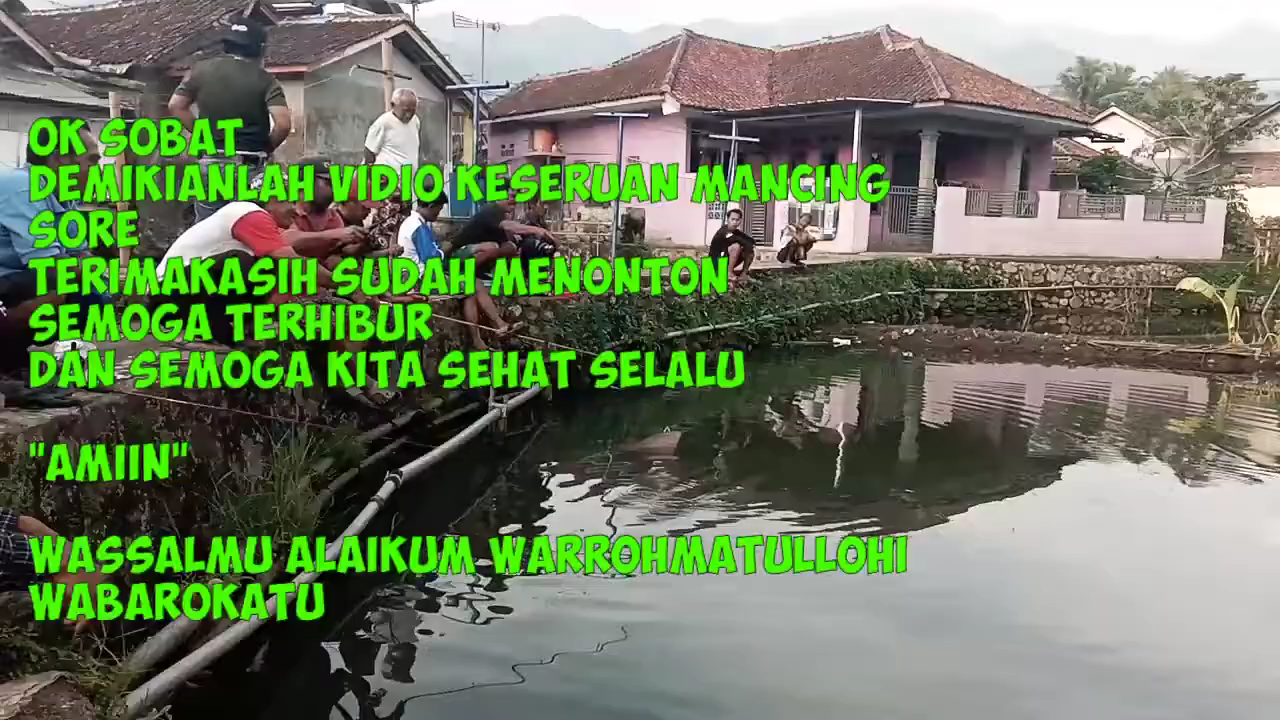 OK SOBAT
DEMIKIANLAH VIDIO KESERUAN MANCING
SORE
TERIMAKASIH SUDAH MENONTON
SEMOGA TERHIBUR
DAN SEMOGA KITA SEHAT SELALU
"AMIIN"
WASSALMU ALAIKUM WARROHMATULLOHI
WABAROKATU